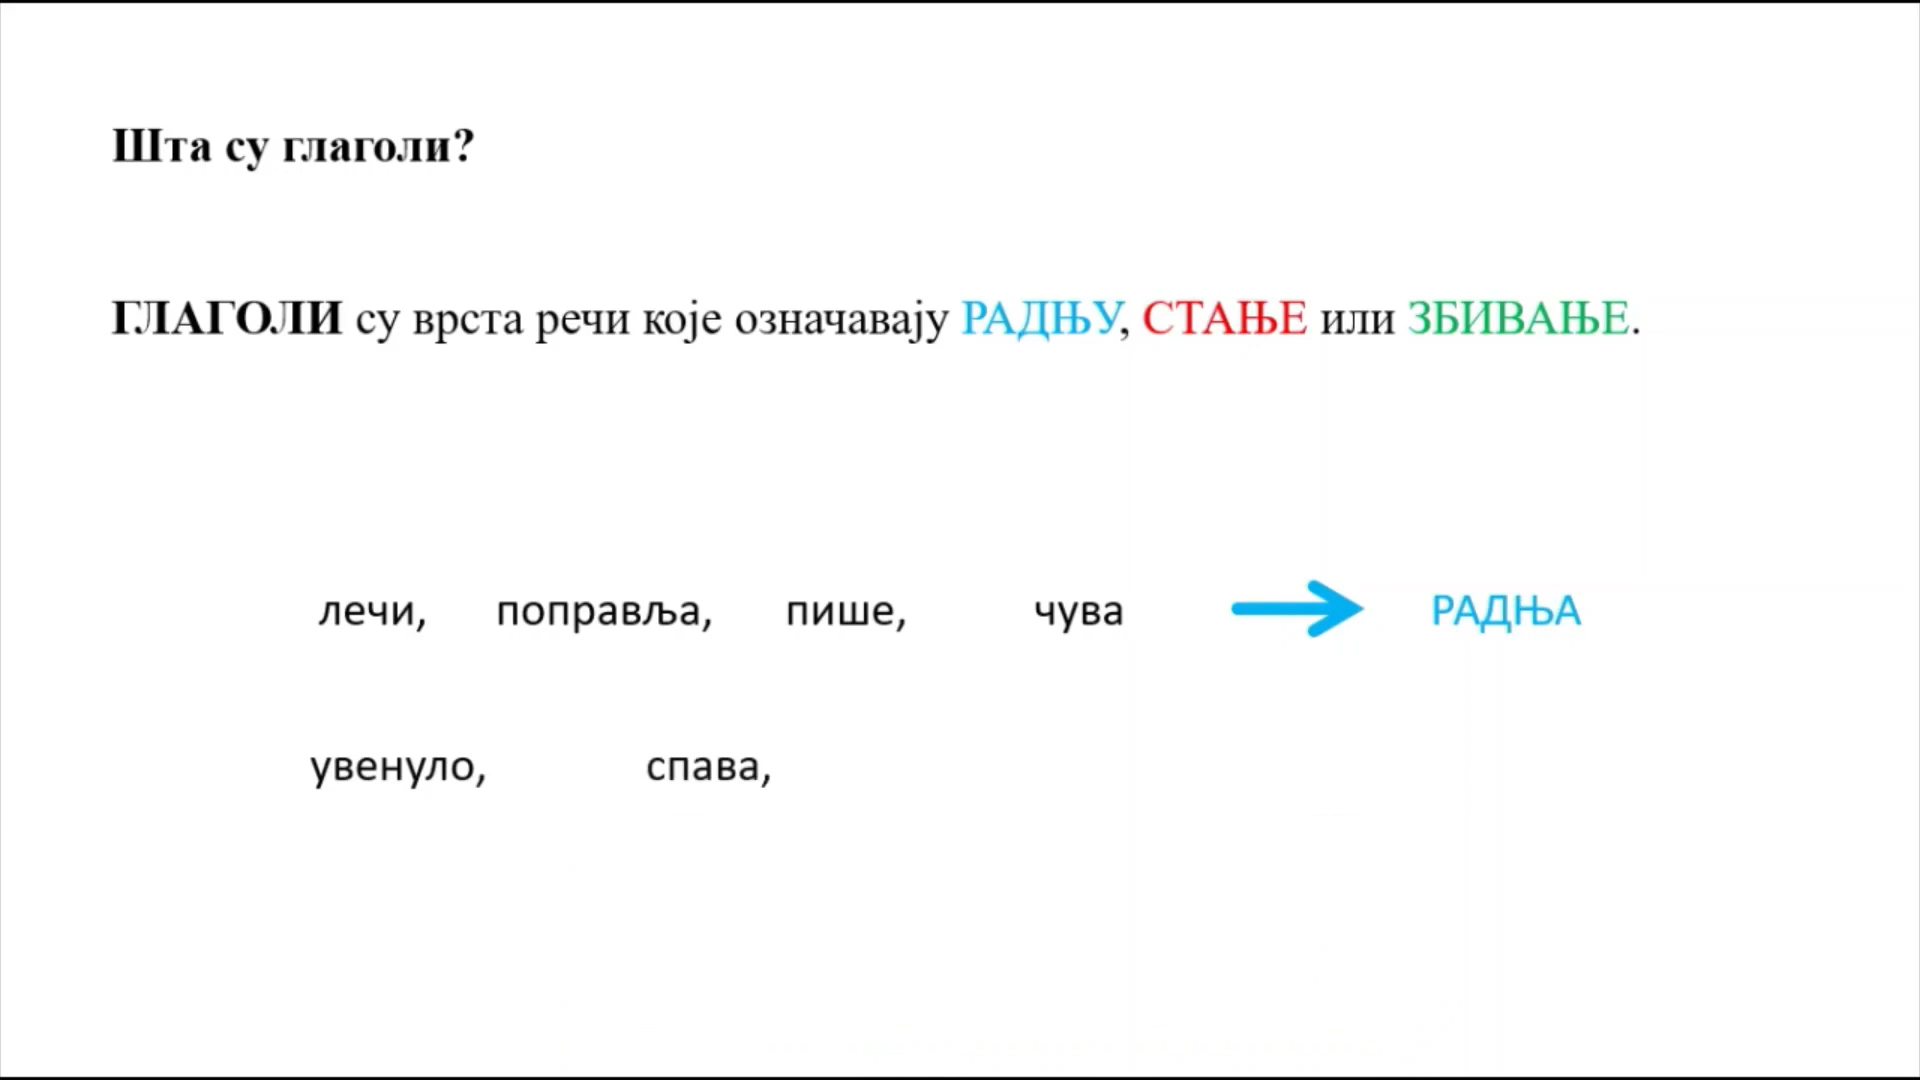 Шта су глаголи?
ГЛАГОЛИ су врста речи које означавају РАДЊУ, СТАЊЕ или ЗБИВАЊЕ.
лечи, поправља, пише, чува РАДЊА
увенуло, спава,